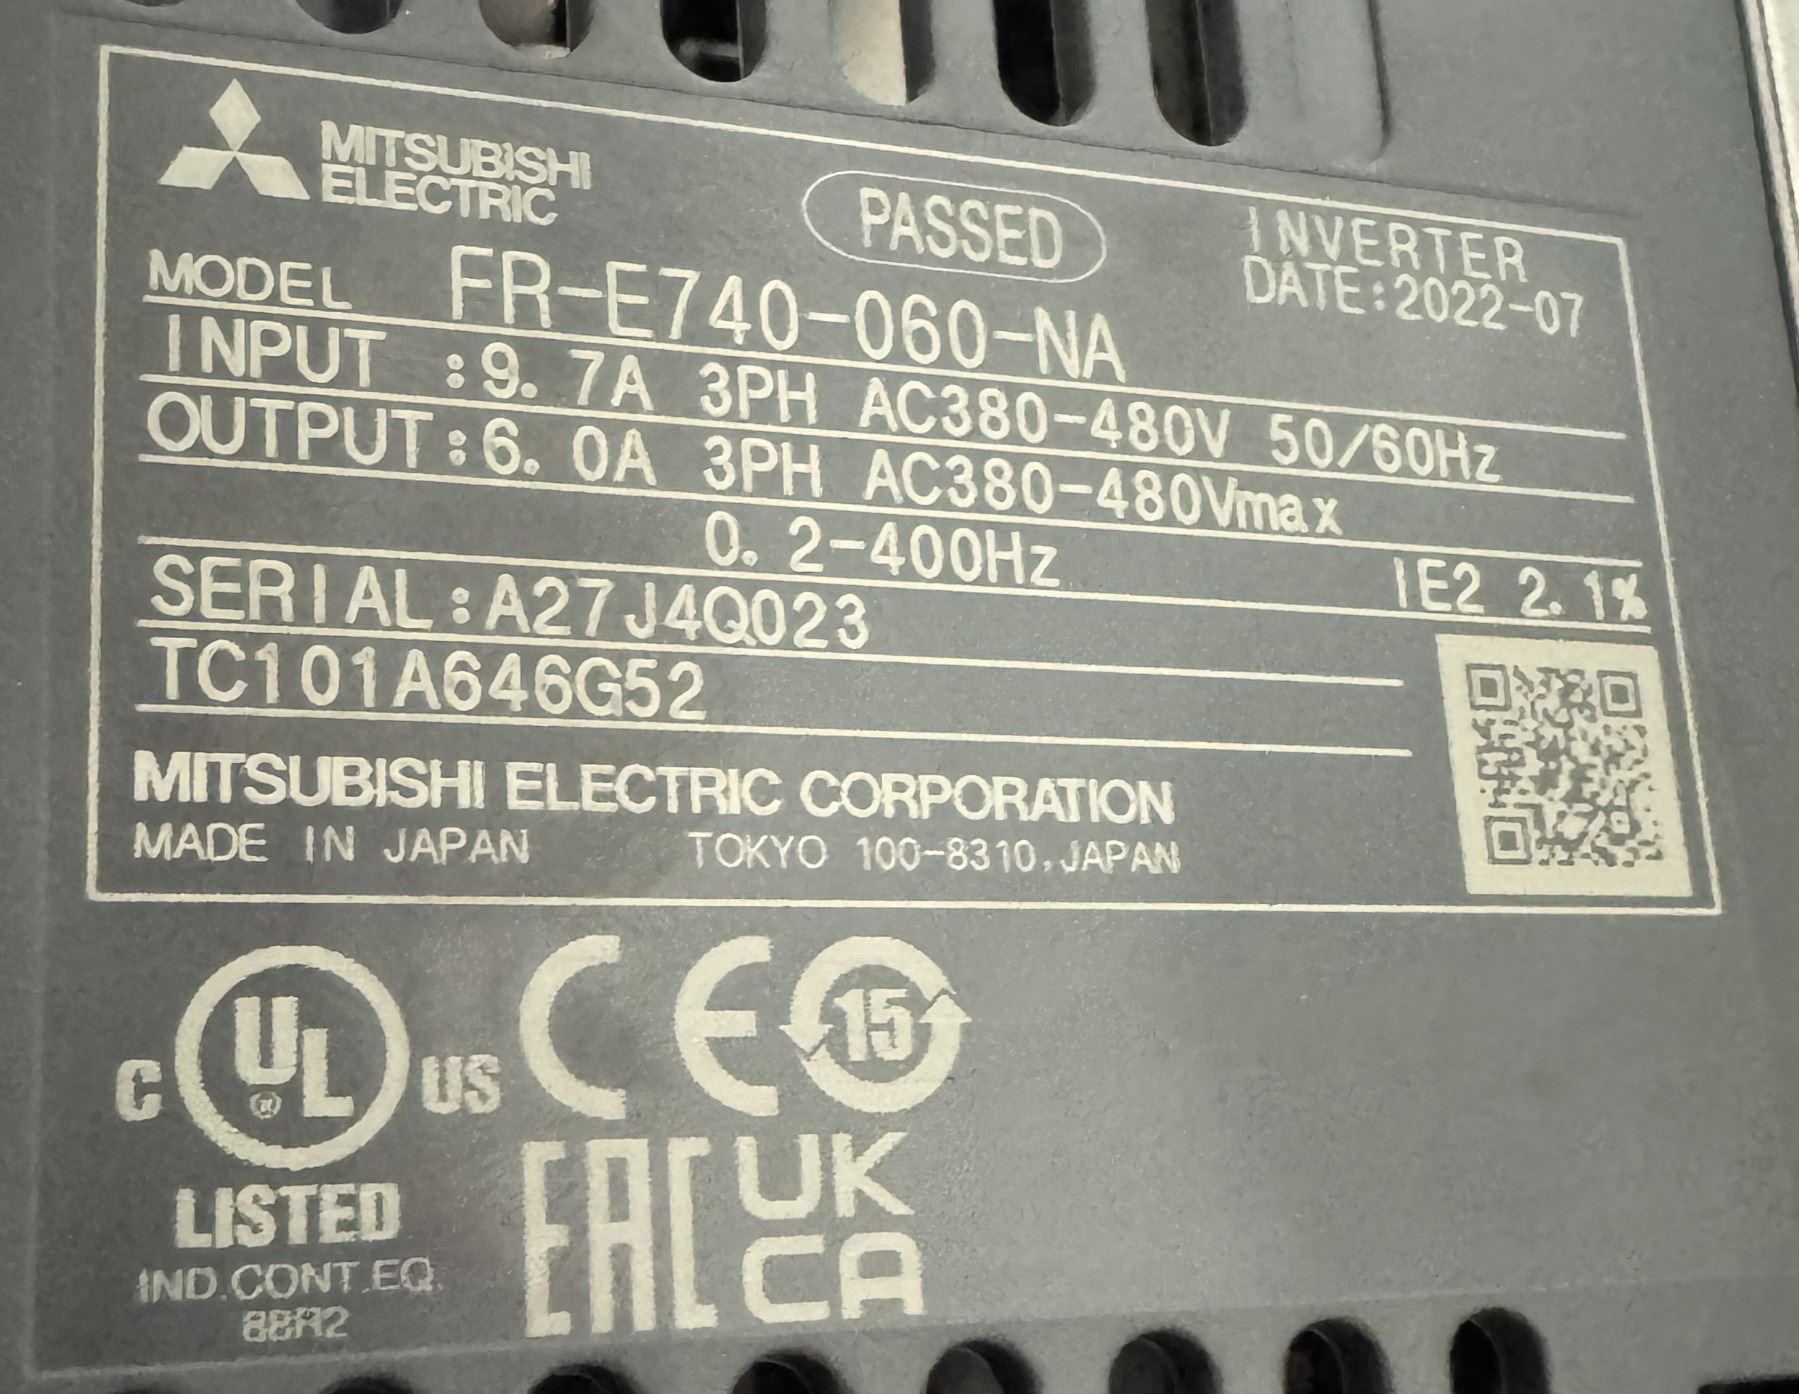 MITSUBISHI
ELECTRIC
PASSED
INVERTER
DATE:2022-07
MODEL FR-E740-060-NA
INPUT :9.7A 3PH AC380-480V 50/60Hz
OUTPUT:6.0A 3PH AC380-480Vmax
0.2-400Hz IE2 2.1%
SERIAL:A27J4Q023
TC101A646G52
MITSUBISHI ELECTRIC CORPORATION
MADE IN JAPAN TOKYO 100-8310,JAPAN
C UL ® US
CE 15
LISTED
EAC UK
CA
IND.CONT.EQ.